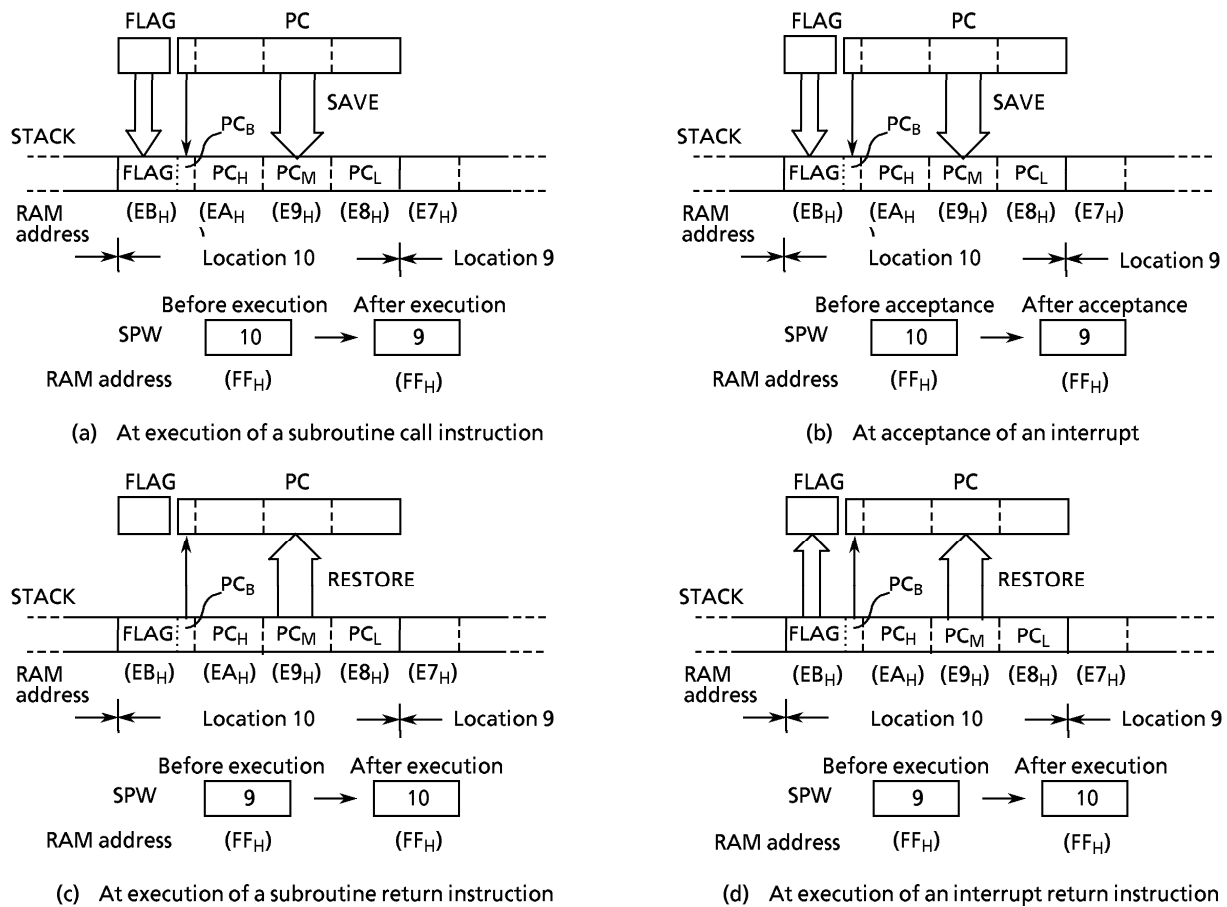 FLAG PC
SAVE
PCB
STACK
FLAG PCH PCM PCL
RAM address (EBH) (EAH) (E9H) (E8H) (E7H)
Location 10 Location 9
Before execution After execution
SPW 10 9
RAM address (FFH) (FFH)
(a) At execution of a subroutine call instruction
FLAG PC
SAVE
PCB
STACK
FLAG PCH PCM PCL
RAM address (EBH) (EAH (E9H) (E8H) (E7H)
Location 10 Location 9
Before acceptance After acceptance
SPW 10 9
RAM address (FFH) (FFH)
(b) At acceptance of an interrupt
FLAG PC
RESTORE
PCB
STACK
FLAG PCH PCM PCL
RAM address (EBH) (EAH) (E9H) (E8H) (E7H)
Location 10 Location 9
Before execution After execution
SPW 9 10
RAM address (FFH) (FFH)
(c) At execution of a subroutine return instruction
FLAG PC
RESTORE
PCB
STACK
FLAG PCH PCM PCL
RAM address (EBH) (EAH) (E9H) (E8H) (E7H)
Location 10 Location 9
Before execution After execution
SPW 9 10
RAM address (FFH) (FFH)
(d) At execution of an interrupt return instruction